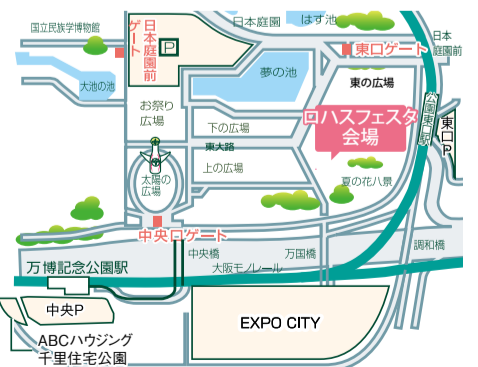 国立民族学博物館
日本庭園前
ゲート
P
日本庭園
はす池
日本
庭園前
東口ゲート
大池の池
夢の池
東の広場
お祭り
広場
公園東口駅
東口P
下の広場
ロハスフェスタ
会場
東大路
上の広場
太陽の
広場
夏の花八景
中央口ゲート
中央橋
万国橋
調和橋
万博記念公園駅
大阪モノレール
中央P
EXPO CITY
ABCハウジング
千里住宅公園